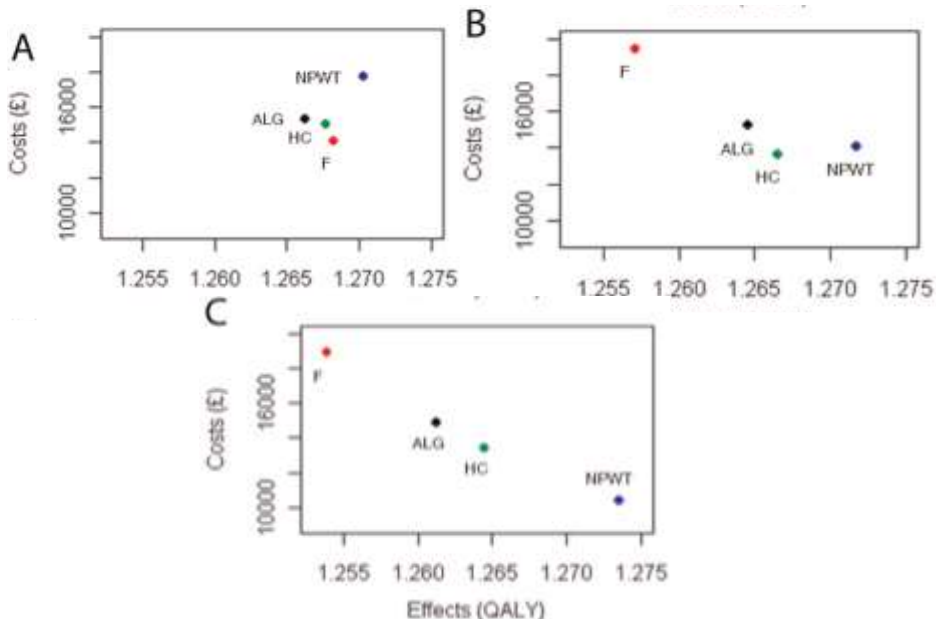 A
Costs (£)
16000
10000
NPWT
ALG
HC
F
1.255 1.260 1.265 1.270 1.275
B
Costs (£)
16000
10000
F
ALG
HC
NPWT
1.255 1.260 1.265 1.270 1.275
C
Costs (£)
16000
10000
F
ALG
HC
NPWT
1.255 1.260 1.265 1.270 1.275
Effects (QALY)